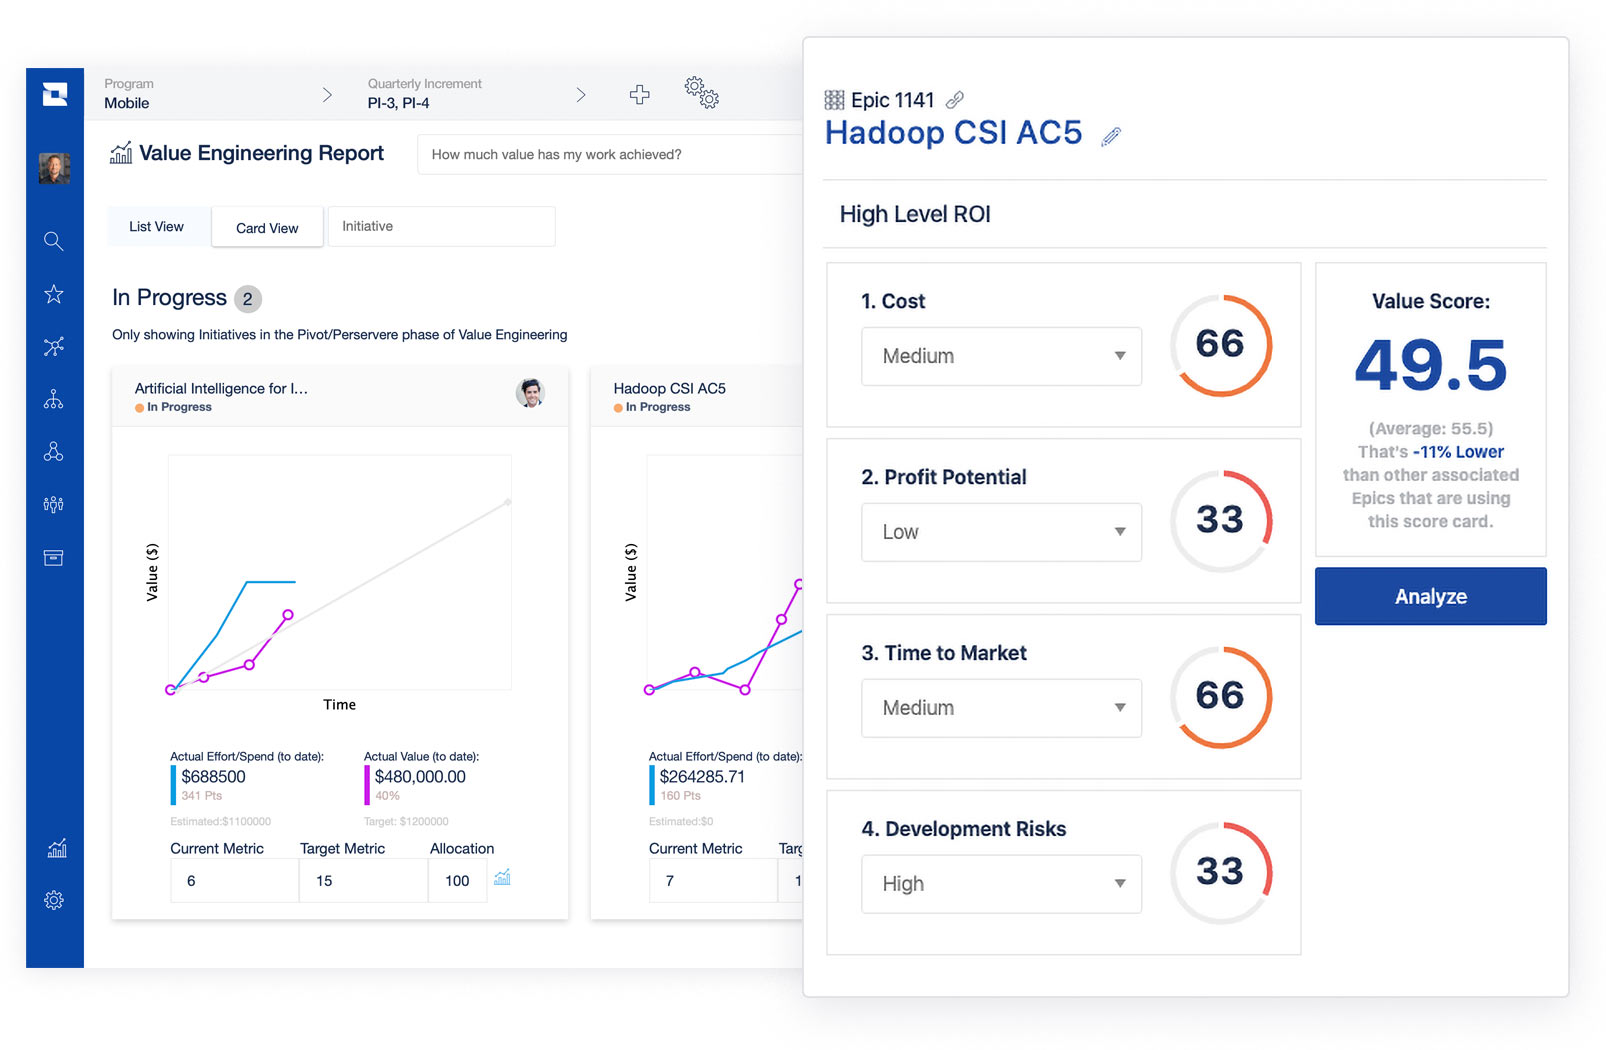 Program
Mobile
Quarterly Increment
PI-3, PI-4
Value Engineering Report
How much value has my work achieved?
List View
Card View
Initiative
In Progress 2
Only showing Initiatives in the Pivot/Perservere phase of Value Engineering
Artificial Intelligence for I...
In Progress
Value ($)
Time
Actual Effort/Spend (to date):
$688500
341 Pts
Estimated:$1100000
Actual Value (to date):
$480,000.00
40%
Target: $1200000
Current Metric
Target Metric
Allocation
6
15
100
Hadoop CSI AC5
In Progress
Value ($)
Actual Effort/Spend (to date):
$264285.71
160 Pts
Estimated:$0
Current Metric
Targ
7
1
Epic 1141
Hadoop CSI AC5
High Level ROI
1. Cost
Medium
66
2. Profit Potential
Low
33
3. Time to Market
Medium
66
4. Development Risks
High
33
Value Score:
49.5
(Average: 55.5)
That's -11% Lower
than other associated
Epics that are using
this score card.
Analyze